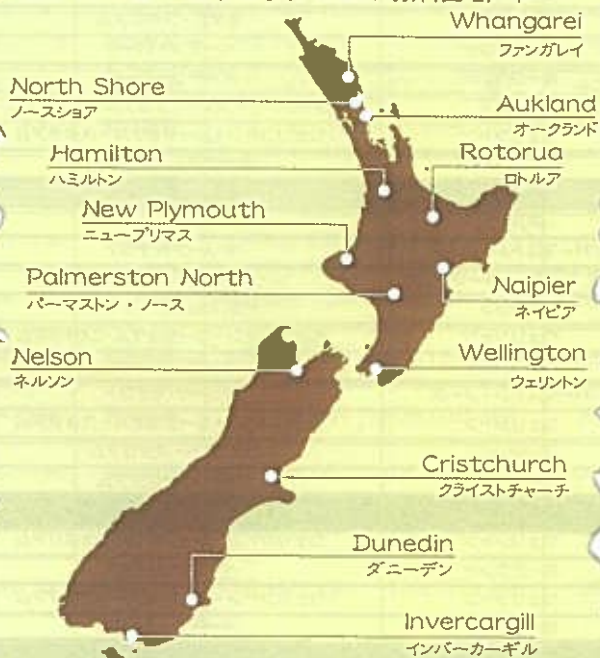 Whangarei
ファンガレイ
North Shore
ノースショア
Aukland
オークランド
Hamilton
ハミルトン
Rotorua
ロトルア
New Plymouth
ニュープリマス
Palmerston North
パーマストン・ノース
Naipier
ネイピア
Nelson
ネルソン
Wellington
ウェリントン
Cristchurch
クライストチャーチ
Dunedin
ダニーデン
Invercargill
インバーカーギル